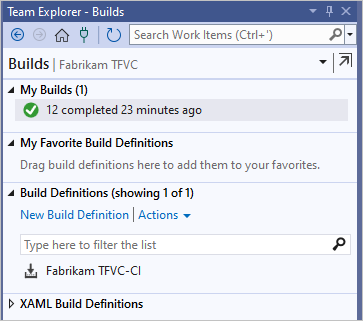 Team Explorer - Builds
Search Work Items (Ctrl+')
Builds | Fabrikam TFVC
My Builds (1)
12 completed 23 minutes ago
My Favorite Build Definitions
Drag build definitions here to add them to your favorites.
Build Definitions (showing 1 of 1)
New Build Definition | Actions
Type here to filter the list
Fabrikam TFVC-CI
XAML Build Definitions